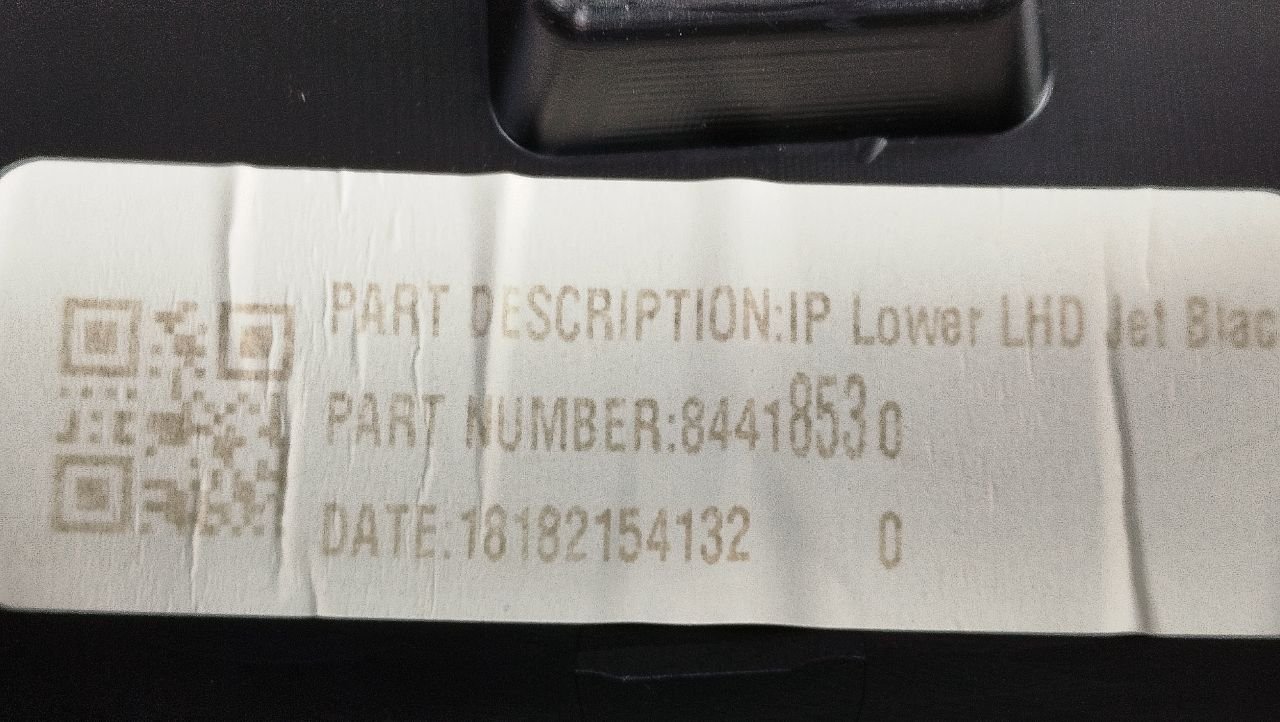 PART DESCRIPTION:IP Lower LHD Jet Blac
PART NUMBER:84418530
DATE:18182154132 0